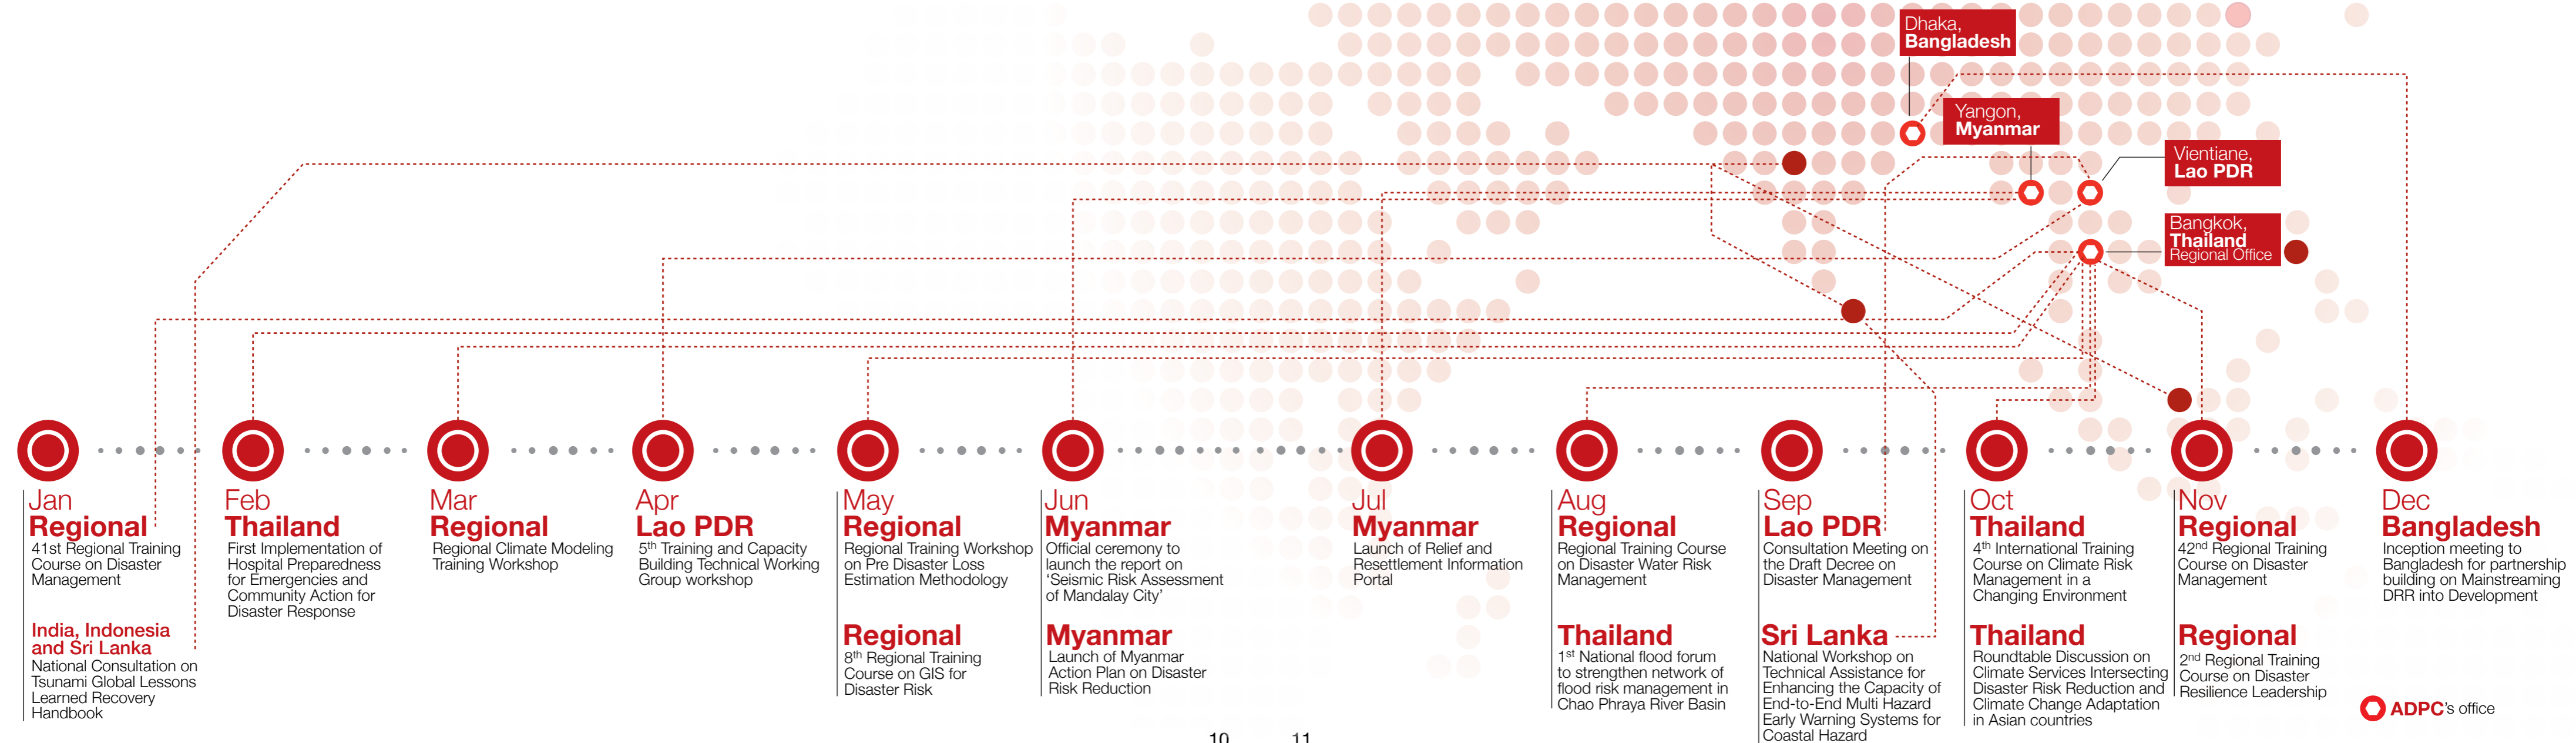 Dhaka,
Bangladesh
Yangon,
Myanmar
Vientiane,
Lao PDR
Bangkok,
Thailand
Regional Office
Jan
Regional
41st Regional Training
Course on Disaster
Management
India, Indonesia
and Sri Lanka
National Consultation on
Tsunami Global Lessons
Learned Recovery
Handbook
Feb
Thailand
First Implementation of
Hospital Preparedness
for Emergencies and
Community Action for
Disaster Response
Mar
Regional
Regional Climate Modeling
Training Workshop
Apr
Lao PDR
5th Training and Capacity
Building Technical Working
Group workshop
May
Regional
Regional Training Workshop
on Pre Disaster Loss
Estimation Methodology
Regional
8th Regional Training
Course on GIS for
Disaster Risk
Jun
Myanmar
Official ceremony to
launch the report on
‘Seismic Risk Assessment
of Mandalay City’
Myanmar
Launch of Myanmar
Action Plan on Disaster
Risk Reduction
Jul
Myanmar
Launch of Relief and
Resettlement Information
Portal
Aug
Regional
Regional Training Course
on Disaster Water Risk
Management
Thailand
1st National flood forum
to strengthen network of
flood risk management in
Chao Phraya River Basin
Sep
Lao PDR
Consultation Meeting on
the Draft Decree on
Disaster Management
Sri Lanka
National Workshop on
Technical Assistance for
Enhancing the Capacity of
End-to-End Multi Hazard
Early Warning Systems for
Coastal Hazard
Oct
Thailand
4th International Training
Course on Climate Risk
Management in a
Changing Environment
Thailand
Roundtable Discussion on
Climate Services Intersecting
Disaster Risk Reduction and
Climate Change Adaptation
in Asian countries
Nov
Regional
42nd Regional Training
Course on Disaster
Management
Regional
2nd Regional Training
Course on Disaster
Resilience Leadership
Dec
Bangladesh
Inception meeting to
Bangladesh for partnership
building on Mainstreaming
DRR into Development
ADPC's office
10
11